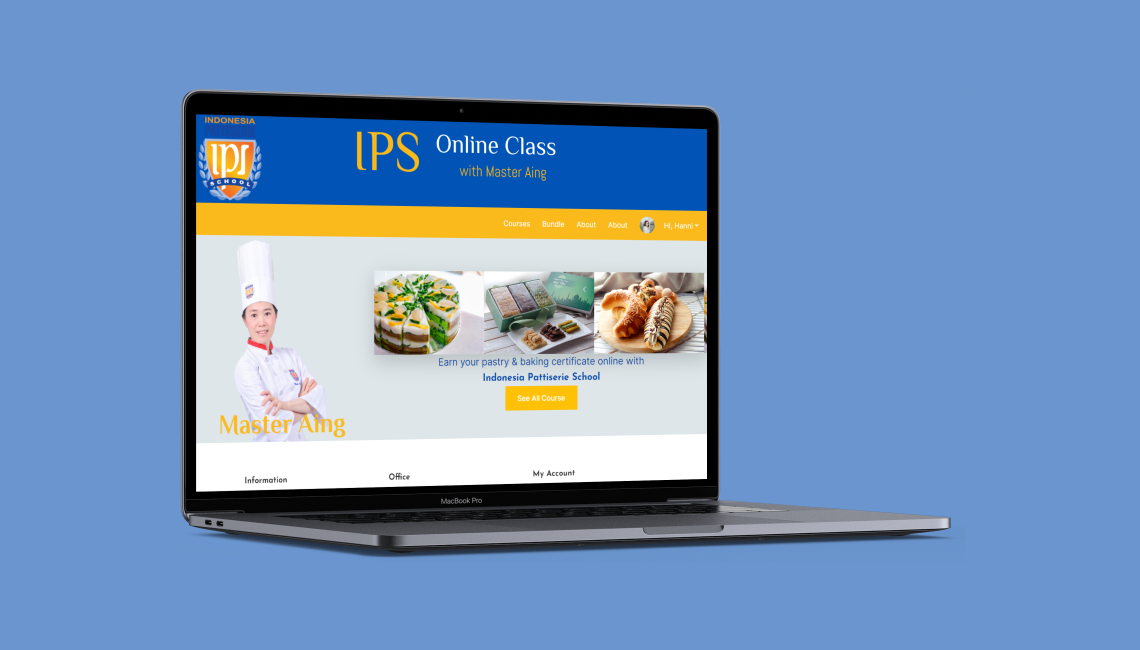 INDONESIA
IPS
SCHOOL
IPS
Online Class
with Master Aing
Courses
Bundle
About
About
Hi, Hanni
Earn your pastry & baking certificate online with
Indonesia Pattiserie School
See All Course
Master Aing
Information
Office
My Account
MacBook Pro